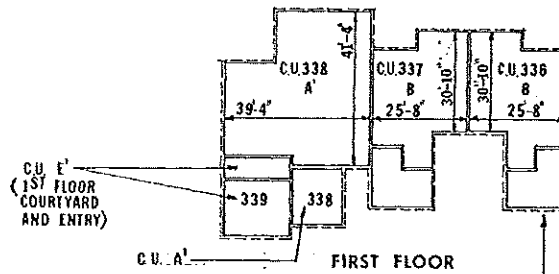 41'-4"
C.U. 338
A'
39'-4"
C.U. 337
B
30'-10"
25'-8"
30'-10"
C.U. 336
B
25'-8"
C.U. E'
(1ST FLOOR
COURTYARD
AND ENTRY)
339
338
C.U. A'
FIRST FLOOR